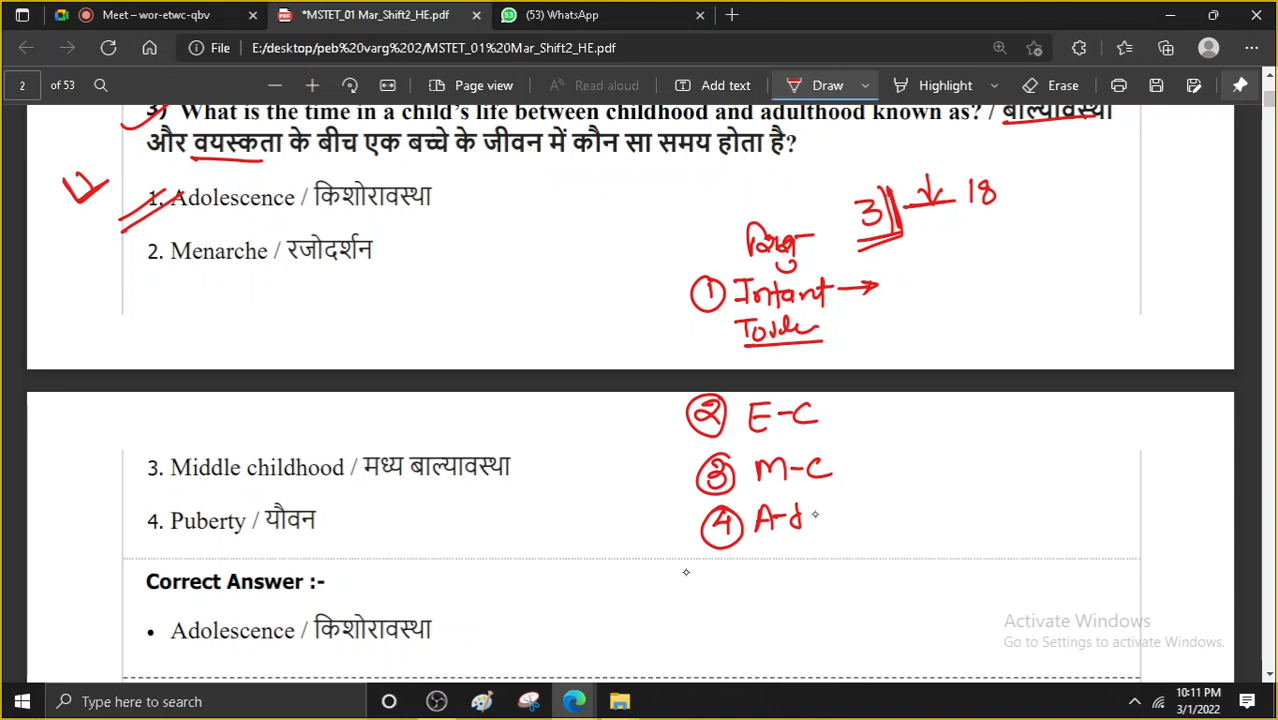 Meet – wor-etwc-qbv
*MSTET_01 Mar_Shift2_HE.pdf
(53) WhatsApp
File E:/desktop/peb%20varg%202/MSTET_01%20Mar_Shift2_HE.pdf
2 of 53
Page view
Read aloud
Add text
Draw
Highlight
Erase
3) What is the time in a child's life between childhood and adulthood known as? / बाल्यावस्था
और वयस्कता के बीच एक बच्चे के जीवन में कौन सा समय होता है?
1. Adolescence / किशोरावस्था
3 18
2. Menarche / रजोदर्शन
शिशु
1
2 E-C
3. Middle childhood / मध्य बाल्यावस्था
3 M-C
4. Puberty / यौवन
4 A-d
Correct Answer :-
• Adolescence / किशोरावस्था
Activate Windows
Go to Settings to activate Windows.
Type here to search
10:11 PM
3/1/2022